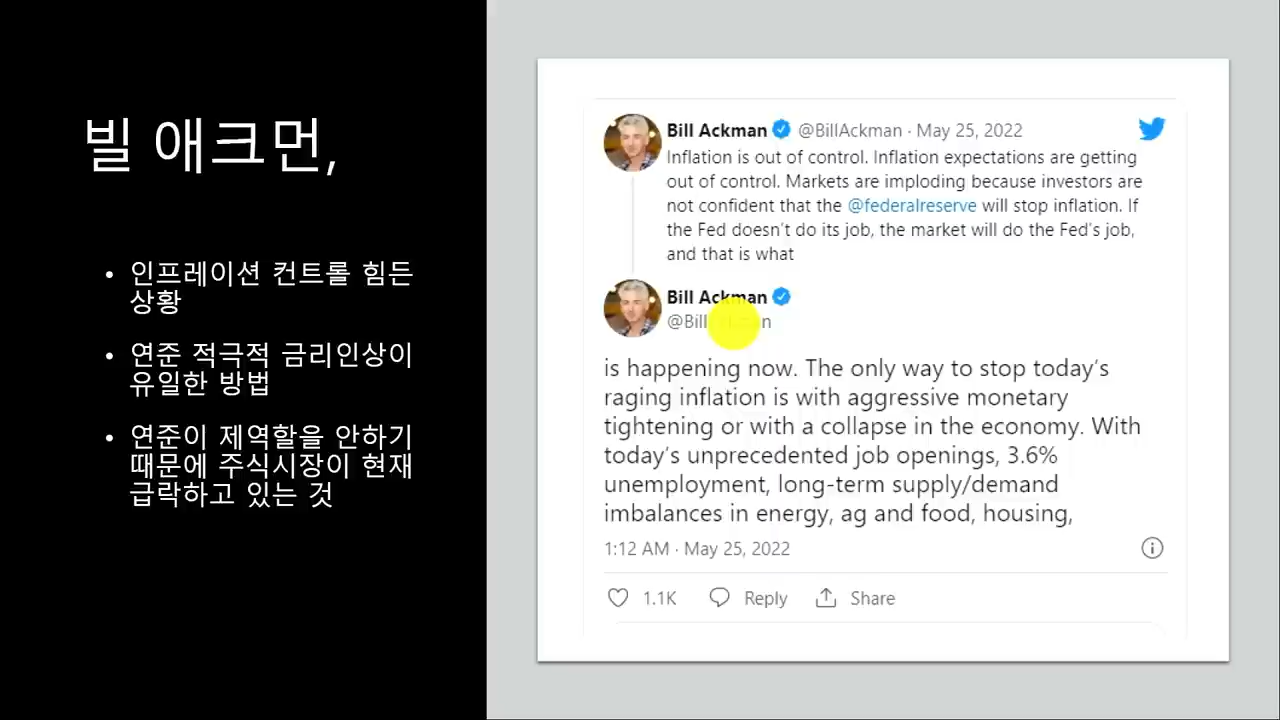 빌 애크먼,
• 인프레이션 컨트롤 힘든
상황
• 연준 적극적 금리인상이
유일한 방법
• 연준이 제역할을 안하기
때문에 주식시장이 현재
급락하고 있는 것
Bill Ackman @BillAckman · May 25, 2022
Inflation is out of control. Inflation expectations are getting
out of control. Markets are imploding because investors are
not confident that the @federalreserve will stop inflation. If
the Fed doesn't do its job, the market will do the Fed's job,
and that is what
Bill Ackman
@BillAckman
is happening now. The only way to stop today's
raging inflation is with aggressive monetary
tightening or with a collapse in the economy. With
today's unprecedented job openings, 3.6%
unemployment, long-term supply/demand
imbalances in energy, ag and food, housing,
1:12 AM · May 25, 2022
1.1K Reply Share